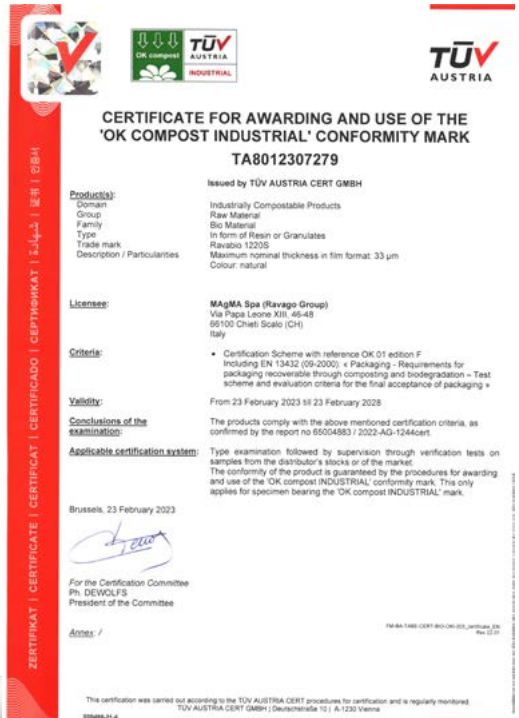 OK compost
TÜV
AUSTRIA
INDUSTRIAL
TÜV
AUSTRIA
CERTIFICATE FOR AWARDING AND USE OF THE
'OK COMPOST INDUSTRIAL' CONFORMITY MARK
TA8012307279
Issued by TÜV AUSTRIA CERT GMBH
Product(s):
Domain Industrially Compostable Products
Group Raw Material
Family Bio Material
Type In form of Resin or Granulates
Trade mark Ravabio 1220S
Description / Particularities Maximum nominal thickness in film format: 33 µm
Colour: natural
Licensee: MAgMA Spa (Ravago Group)
Via Papa Leone XIII, 46-48
66100 Chieti Scalo (CH)
Italy
Criteria: • Certification Scheme with reference OK 01 edition F
Including EN 13432 (09-2000): « Packaging - Requirements for
packaging recoverable through composting and biodegradation – Test
scheme and evaluation criteria for the final acceptance of packaging »
Validity: From 23 February 2023 till 23 February 2028
Conclusions of the The products comply with the above mentioned certification criteria, as
examination: confirmed by the report no 65004883 / 2022-AG-1244cert.
Applicable certification system: Type examination followed by supervision through verification tests on
samples from the distributor's stocks or of the market.
The conformity of the product is guaranteed by the procedures for awarding
and use of the 'OK compost INDUSTRIAL' conformity mark. This only
applies for specimen bearing the 'OK compost INDUSTRIAL' mark.
Brussels, 23 February 2023
For the Certification Committee
Ph. DEWOLFS
President of the Committee
Annex: /
This certification was carried out according to the TÜV AUSTRIA CERT procedures for certification and is regularly monitored.
TÜV AUSTRIA CERT GMBH | Deutschstraße 10 | A-1230 Vienna
ZERTIFIKAT | CERTIFICATE | CERTIFICAT | CERTIFICADO | СЕРТИФИКАТ | شهادة | 証書 | 인증서